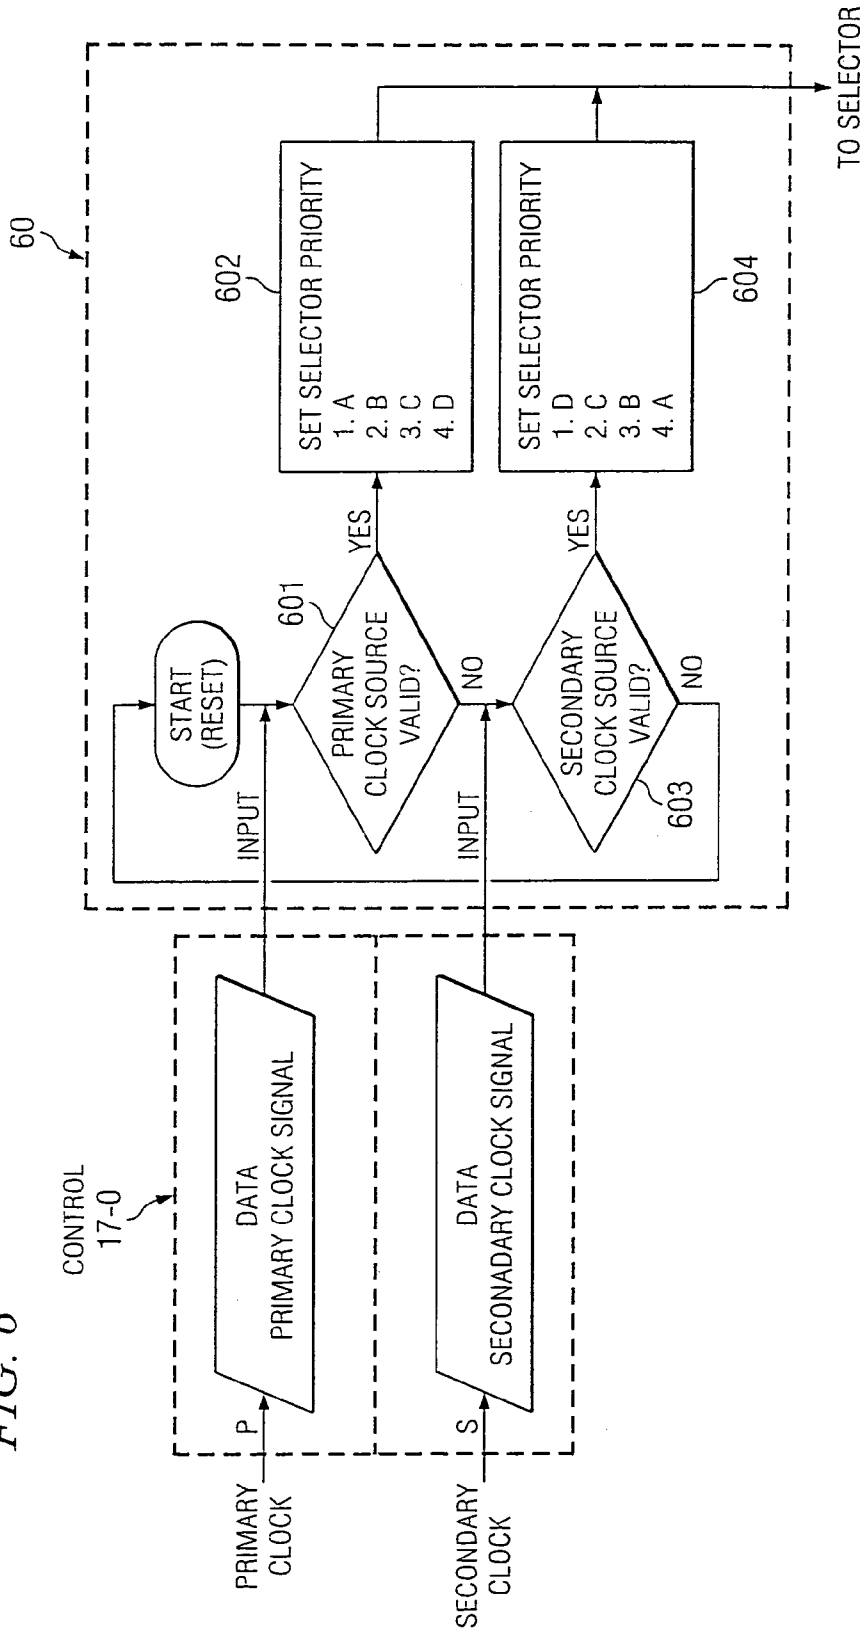 FIG. 6
CONTROL
17-0
PRIMARY
CLOCK
P
DATA
PRIMARY CLOCK SIGNAL
SECONDARY
CLOCK
S
DATA
SECONADARY CLOCK SIGNAL
60
START
(RESET)
INPUT
601
PRIMARY
CLOCK SOURCE
VALID?
YES
NO
602
SET SELECTOR PRIORITY
1. A
2. B
3. C
4. D
INPUT
SECONDARY
CLOCK SOURCE
VALID?
603
YES
NO
SET SELECTOR PRIORITY
1. D
2. C
3. B
4. A
604
TO SELECTOR